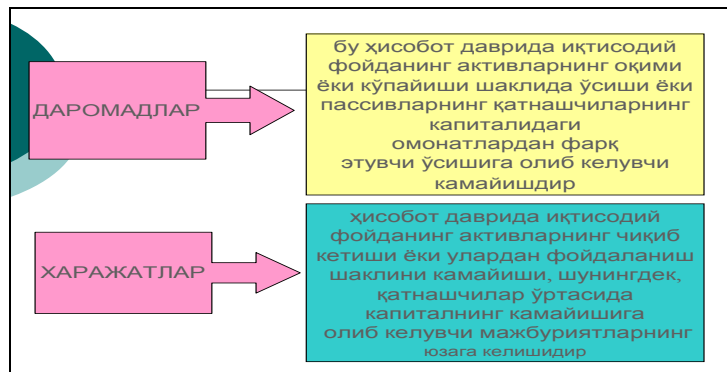 ДАРОМАДЛАР
бу ҳисобот даврида иқтисодий
фойданинг активларнинг оқими
ёки кўпайиши шаклида ўсиши ёки
пассивларнинг қатнашчиларнинг
капиталидаги
омонатлардан фарқ
этувчи ўсишига олиб келувчи
камайишдир
ХАРАЖАТЛАР
ҳисобот даврида иқтисодий
фойданинг активларнинг чиқиб
кетиши ёки улардан фойдаланиш
шаклини камайиши, шунингдек,
қатнашчилар ўртасида
капиталнинг камайишига
олиб келувчи мажбуриятларнинг
юзага келишидир